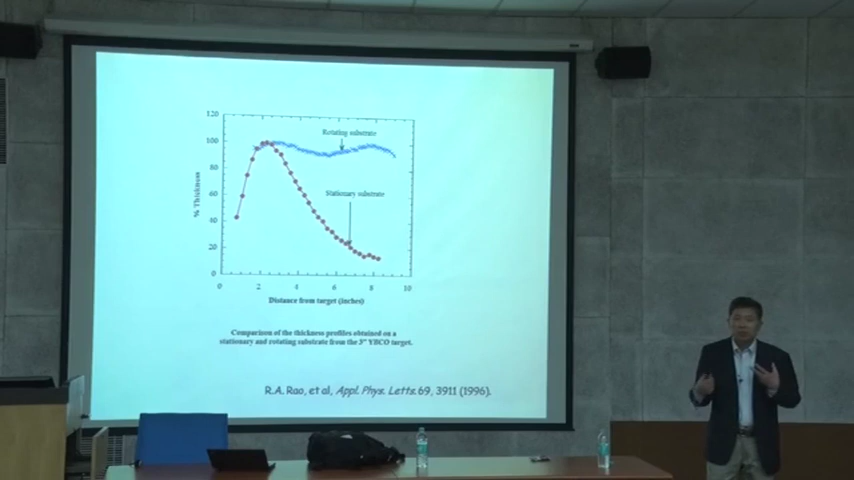 120
100
80
60
40
20
0
% Thickness
Rotating substrate
Stationary substrate
0 2 4 6 8 10
Distance from target (inches)
Comparison of the thickness profiles obtained on a
stationary and rotating substrate from the 3" YBCO target.
R.A. Rao, et al, Appl. Phys. Letts. 69, 3911 (1996).